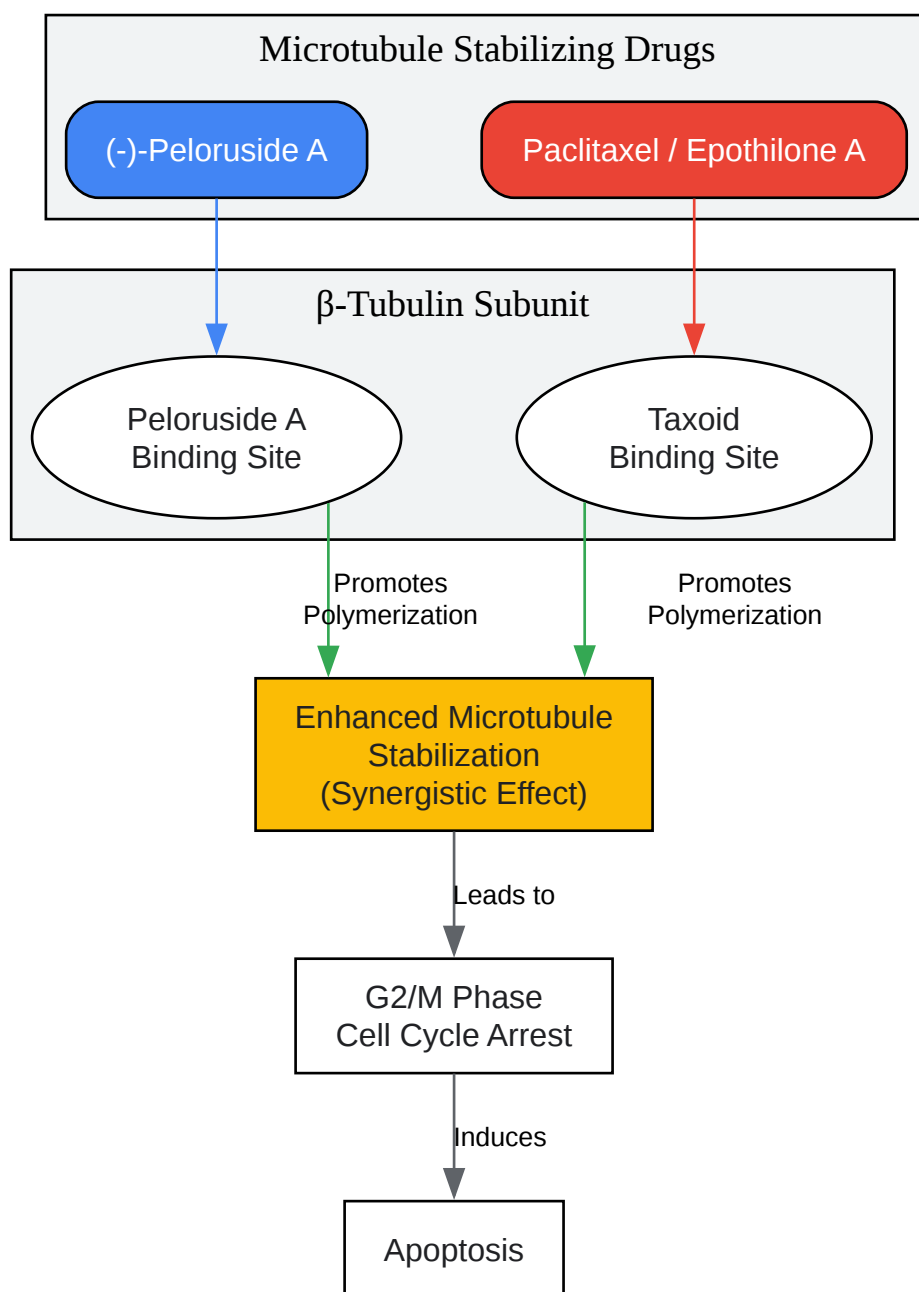 Microtubule Stabilizing Drugs
(-)-Peloruside A
Paclitaxel / Epothilone A
β-Tubulin Subunit
Peloruside A
Binding Site
Taxoid
Binding Site
Promotes
Polymerization
Promotes
Polymerization
Enhanced Microtubule
Stabilization
(Synergistic Effect)
Leads to
G2/M Phase
Cell Cycle Arrest
Induces
Apoptosis